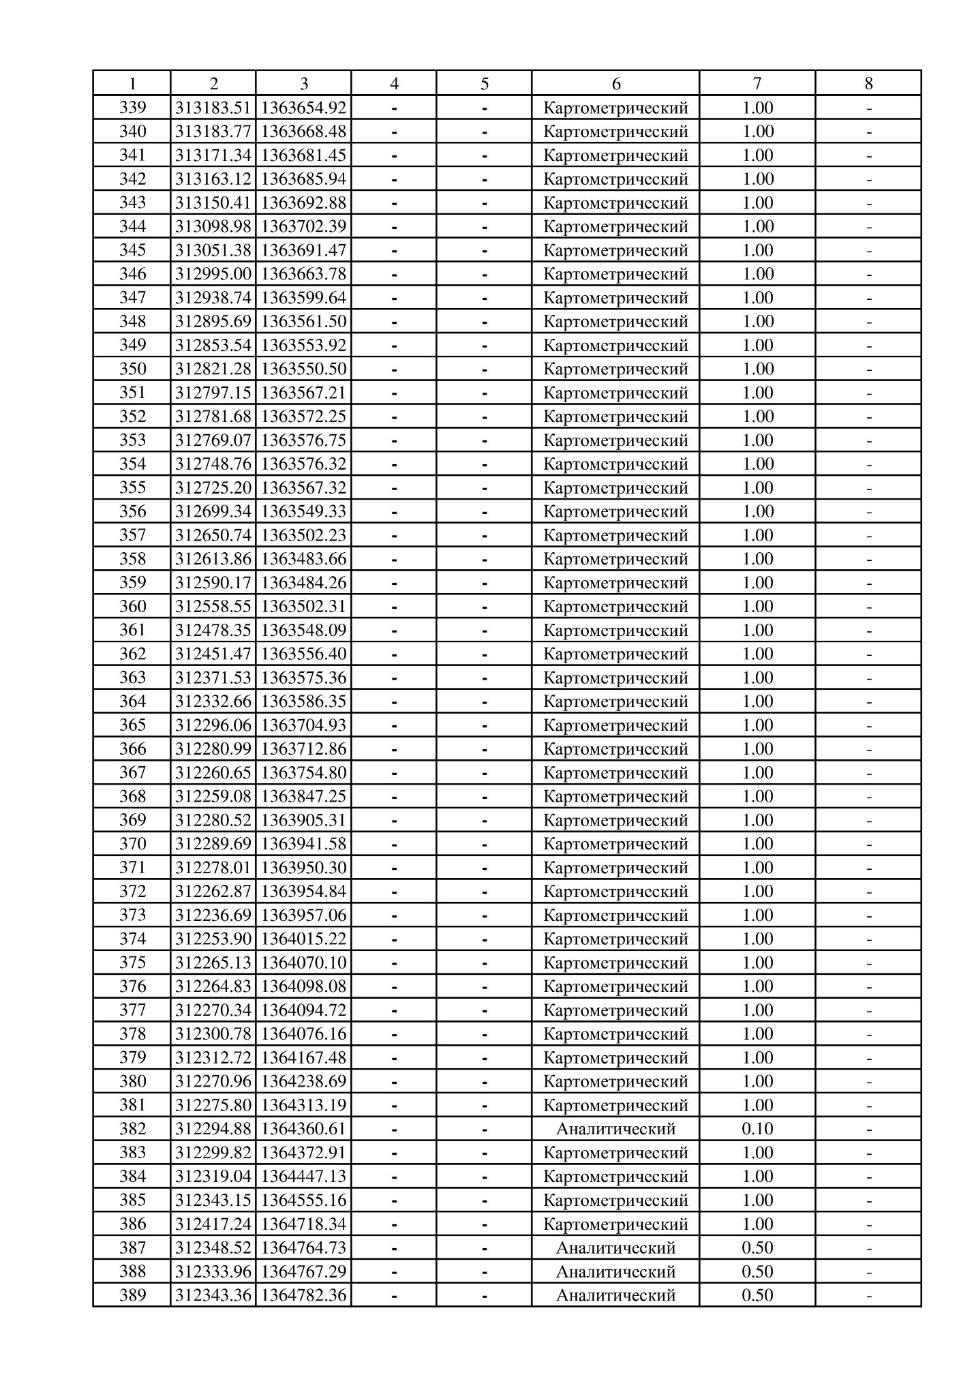 1 2 3 4 5 6 7 8
339 313183.51 1363654.92 - - Картометрический 1.00 -
340 313183.77 1363668.48 - - Картометрический 1.00 -
341 313171.34 1363681.45 - - Картометрический 1.00 -
342 313163.12 1363685.94 - - Картометрический 1.00 -
343 313150.41 1363692.88 - - Картометрический 1.00 -
344 313098.98 1363702.39 - - Картометрический 1.00 -
345 313051.38 1363691.47 - - Картометрический 1.00 -
346 312995.00 1363663.78 - - Картометрический 1.00 -
347 312938.74 1363599.64 - - Картометрический 1.00 -
348 312895.69 1363561.50 - - Картометрический 1.00 -
349 312853.54 1363553.92 - - Картометрический 1.00 -
350 312821.28 1363550.50 - - Картометрический 1.00 -
351 312797.15 1363567.21 - - Картометрический 1.00 -
352 312781.68 1363572.25 - - Картометрический 1.00 -
353 312769.07 1363576.75 - - Картометрический 1.00 -
354 312748.76 1363576.32 - - Картометрический 1.00 -
355 312725.20 1363567.32 - - Картометрический 1.00 -
356 312699.34 1363549.33 - - Картометрический 1.00 -
357 312650.74 1363502.23 - - Картометрический 1.00 -
358 312613.86 1363483.66 - - Картометрический 1.00 -
359 312590.17 1363484.26 - - Картометрический 1.00 -
360 312558.55 1363502.31 - - Картометрический 1.00 -
361 312478.35 1363548.09 - - Картометрический 1.00 -
362 312451.47 1363556.40 - - Картометрический 1.00 -
363 312371.53 1363575.36 - - Картометрический 1.00 -
364 312332.66 1363586.35 - - Картометрический 1.00 -
365 312296.06 1363704.93 - - Картометрический 1.00 -
366 312280.99 1363712.86 - - Картометрический 1.00 -
367 312260.65 1363754.80 - - Картометрический 1.00 -
368 312259.08 1363847.25 - - Картометрический 1.00 -
369 312280.52 1363905.31 - - Картометрический 1.00 -
370 312289.69 1363941.58 - - Картометрический 1.00 -
371 312278.01 1363950.30 - - Картометрический 1.00 -
372 312262.87 1363954.84 - - Картометрический 1.00 -
373 312236.69 1363957.06 - - Картометрический 1.00 -
374 312253.90 1364015.22 - - Картометрический 1.00 -
375 312265.13 1364070.10 - - Картометрический 1.00 -
376 312264.83 1364098.08 - - Картометрический 1.00 -
377 312270.34 1364094.72 - - Картометрический 1.00 -
378 312300.78 1364076.16 - - Картометрический 1.00 -
379 312312.72 1364167.48 - - Картометрический 1.00 -
380 312270.96 1364238.69 - - Картометрический 1.00 -
381 312275.80 1364313.19 - - Картометрический 1.00 -
382 312294.88 1364360.61 - - Аналитический 0.10 -
383 312299.82 1364372.91 - - Картометрический 1.00 -
384 312319.04 1364447.13 - - Картометрический 1.00 -
385 312343.15 1364555.16 - - Картометрический 1.00 -
386 312417.24 1364718.34 - - Картометрический 1.00 -
387 312348.52 1364764.73 - - Аналитический 0.50 -
388 312333.96 1364767.29 - - Аналитический 0.50 -
389 312343.36 1364782.36 - - Аналитический 0.50 -